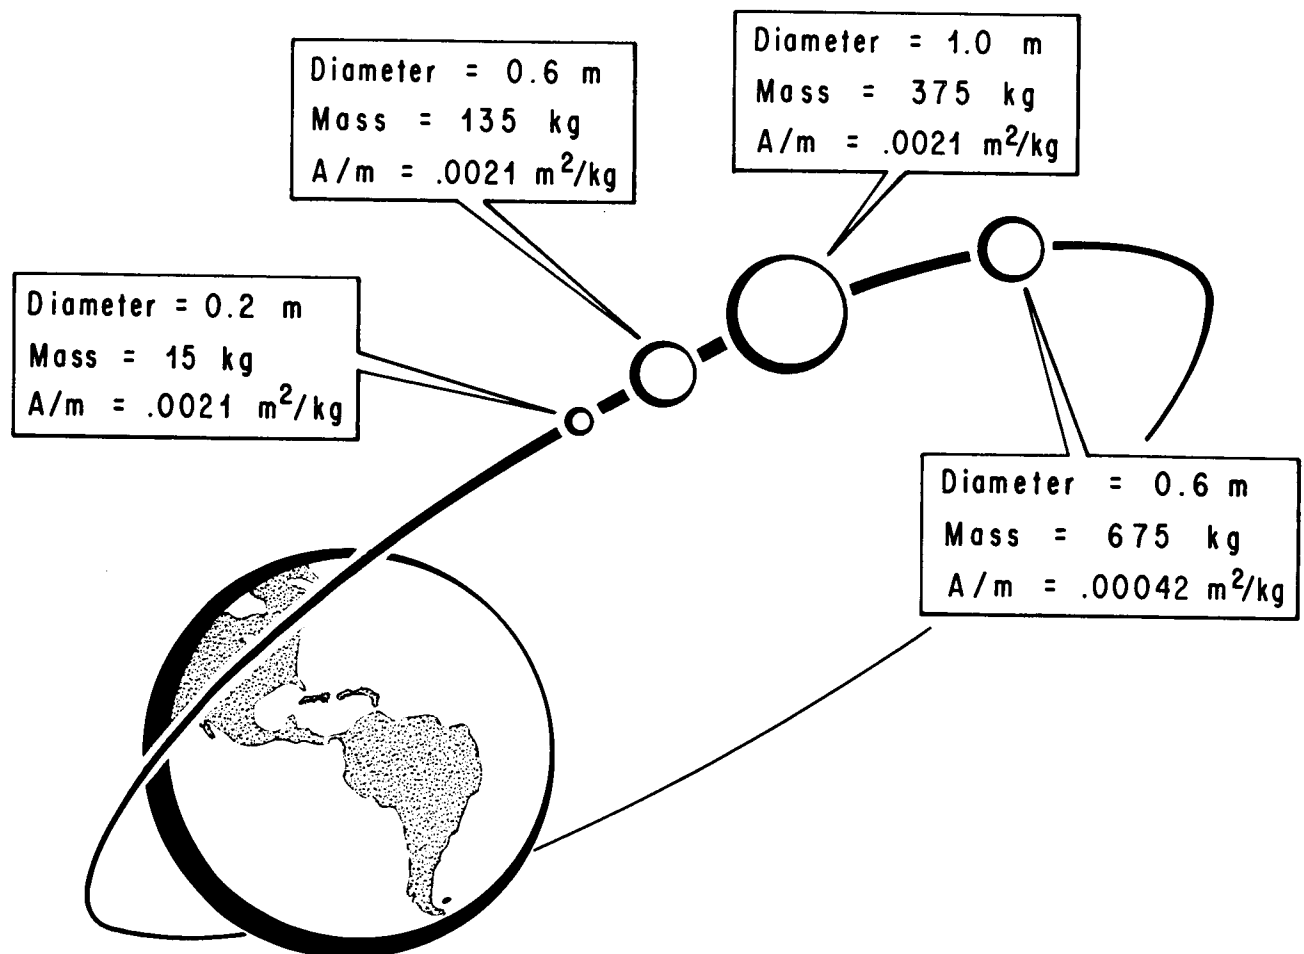 Diameter = 0.6 m
Mass = 135 kg
A/m = .0021 m²/kg
Diameter = 1.0 m
Mass = 375 kg
A/m = .0021 m²/kg
Diameter = 0.2 m
Mass = 15 kg
A/m = .0021 m²/kg
Diameter = 0.6 m
Mass = 675 kg
A/m = .00042 m²/kg